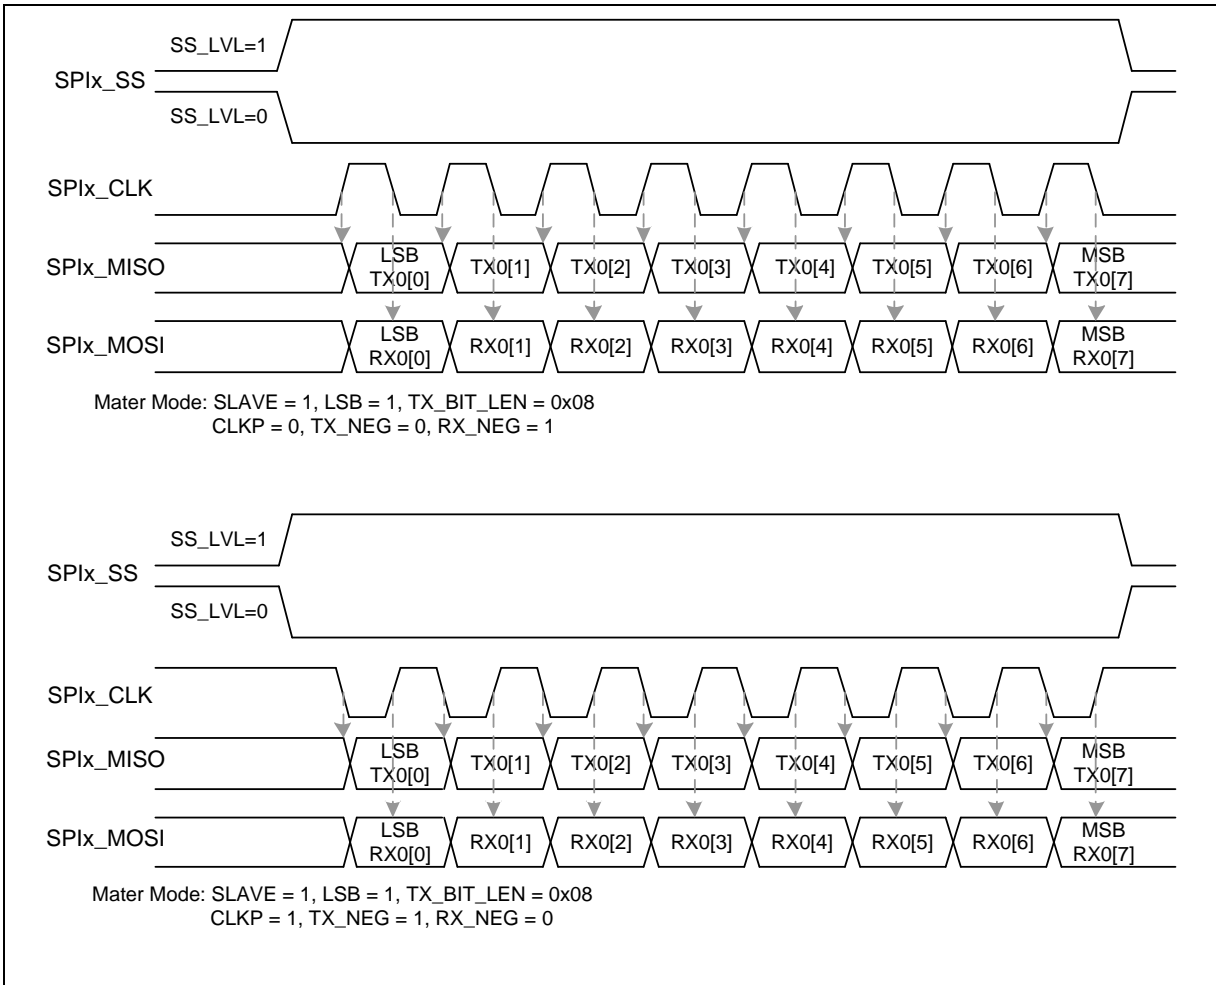 SS_LVL=1
SPIx_SS
SS_LVL=0
SPIx_CLK
SPIx_MISO
LSB
TX0[0]
TX0[1]
TX0[2]
TX0[3]
TX0[4]
TX0[5]
TX0[6]
MSB
TX0[7]
SPIx_MOSI
LSB
RX0[0]
RX0[1]
RX0[2]
RX0[3]
RX0[4]
RX0[5]
RX0[6]
MSB
RX0[7]
Mater Mode: SLAVE = 1, LSB = 1, TX_BIT_LEN = 0x08
CLKP = 0, TX_NEG = 0, RX_NEG = 1
SS_LVL=1
SPIx_SS
SS_LVL=0
SPIx_CLK
SPIx_MISO
LSB
TX0[0]
TX0[1]
TX0[2]
TX0[3]
TX0[4]
TX0[5]
TX0[6]
MSB
TX0[7]
SPIx_MOSI
LSB
RX0[0]
RX0[1]
RX0[2]
RX0[3]
RX0[4]
RX0[5]
RX0[6]
MSB
RX0[7]
Mater Mode: SLAVE = 1, LSB = 1, TX_BIT_LEN = 0x08
CLKP = 1, TX_NEG = 1, RX_NEG = 0